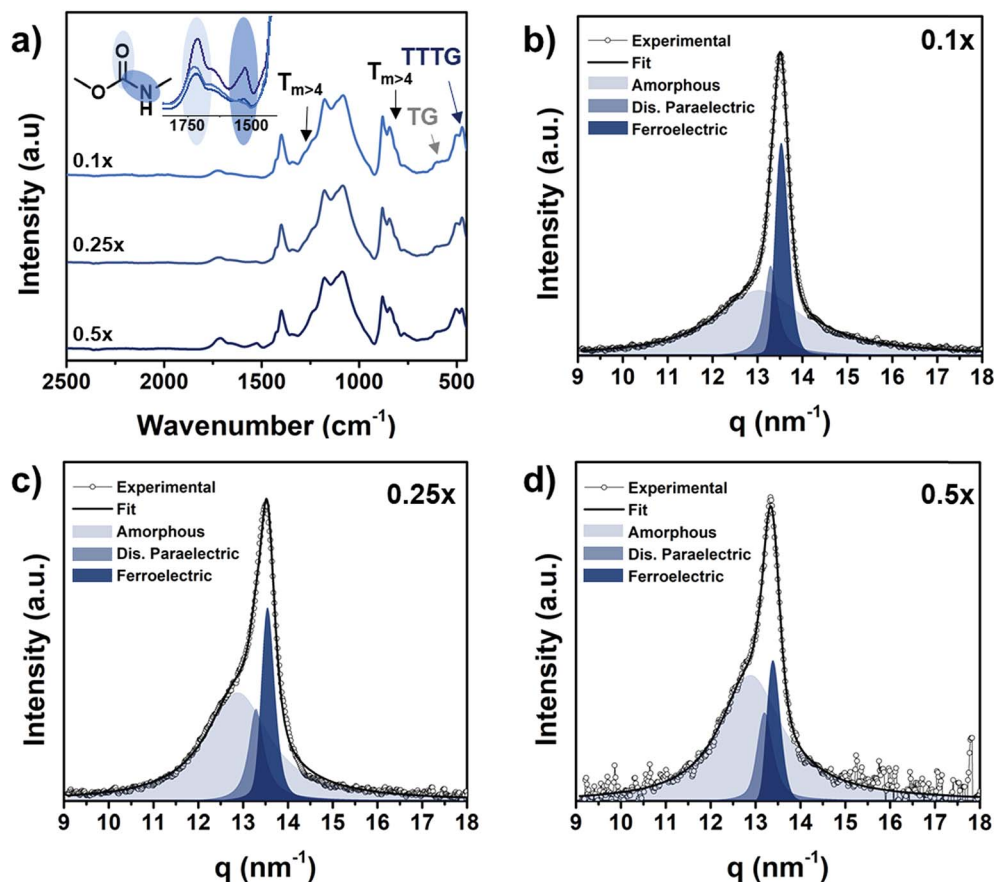 a)
O
O
N
H
1750 1500
T m>4
T m>4
TG
TTTG
0.1x
0.25x
0.5x
Intensity (a.u)
2500 2000 1500 1000 500
Wavenumber (cm-1)
b)
0.1x
Experimental
Fit
Amorphous
Dis. Paraelectric
Ferroelectric
Intensity (a.u.)
9 10 11 12 13 14 15 16 17 18
q (nm-1)
c)
0.25x
Experimental
Fit
Amorphous
Dis. Paraelectric
Ferroelectric
Intensity (a.u.)
9 10 11 12 13 14 15 16 17 18
q (nm-1)
d)
0.5x
Experimental
Fit
Amorphous
Dis. Paraelectric
Ferroelectric
Intensity (a.u.)
9 10 11 12 13 14 15 16 17 18
q (nm-1)